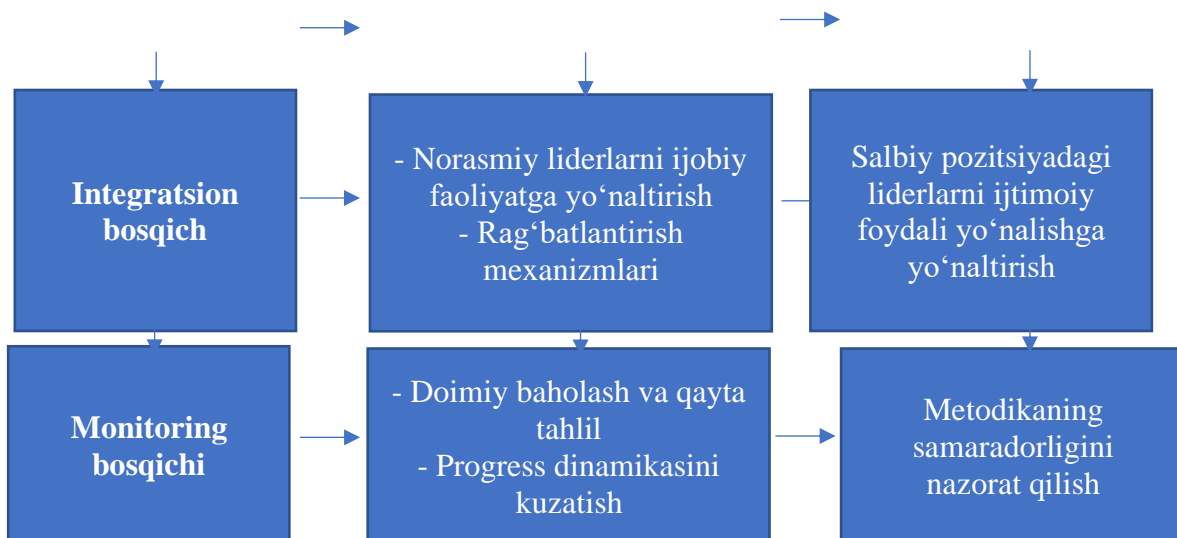 Integratsion
bosqich
- Norasmiy liderlarni ijobiy
faoliyatga yo‘naltirish
- Rag‘batlantirish
mexanizmlari
Salbiy pozitsiyadagi
liderlarni ijtimoiy
foydali yo‘nalishga
yo‘naltirish
Monitoring
bosqichi
- Doimiy baholash va qayta
tahlil
- Progress dinamikasini
kuzatish
Metodikaning
samaradorligini
nazorat qilish